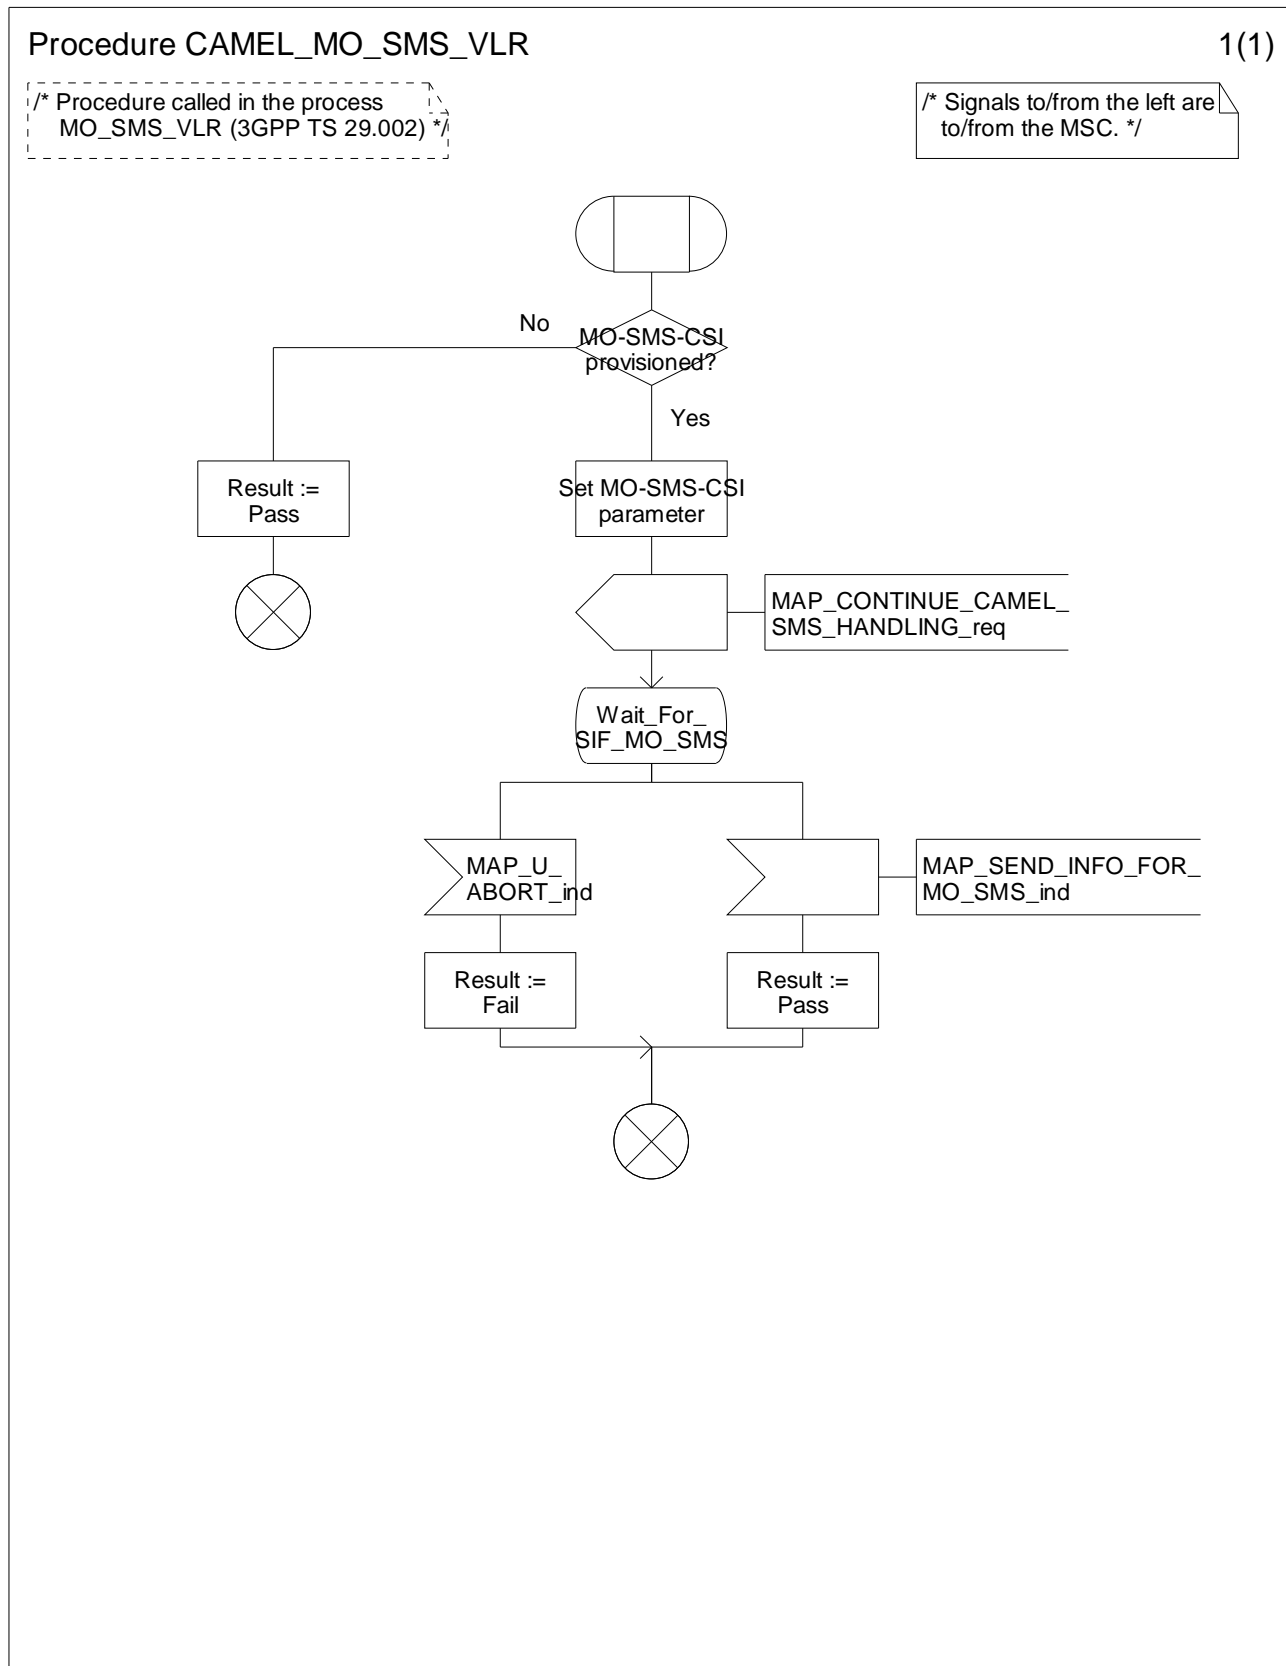 Procedure CAMEL_MO_SMS_VLR
1(1)
/* Procedure called in the process
MO_SMS_VLR (3GPP TS 29.002) */
/* Signals to/from the left are
to/from the MSC. */
No
MO-SMS-CSI
provisioned?
Yes
Result :=
Pass
Set MO-SMS-CSI
parameter
MAP_CONTINUE_CAMEL_
SMS_HANDLING_req
Wait_For_
SIF_MO_SMS
MAP_U_
ABORT_ind
MAP_SEND_INFO_FOR_
MO_SMS_ind
Result :=
Fail
Result :=
Pass